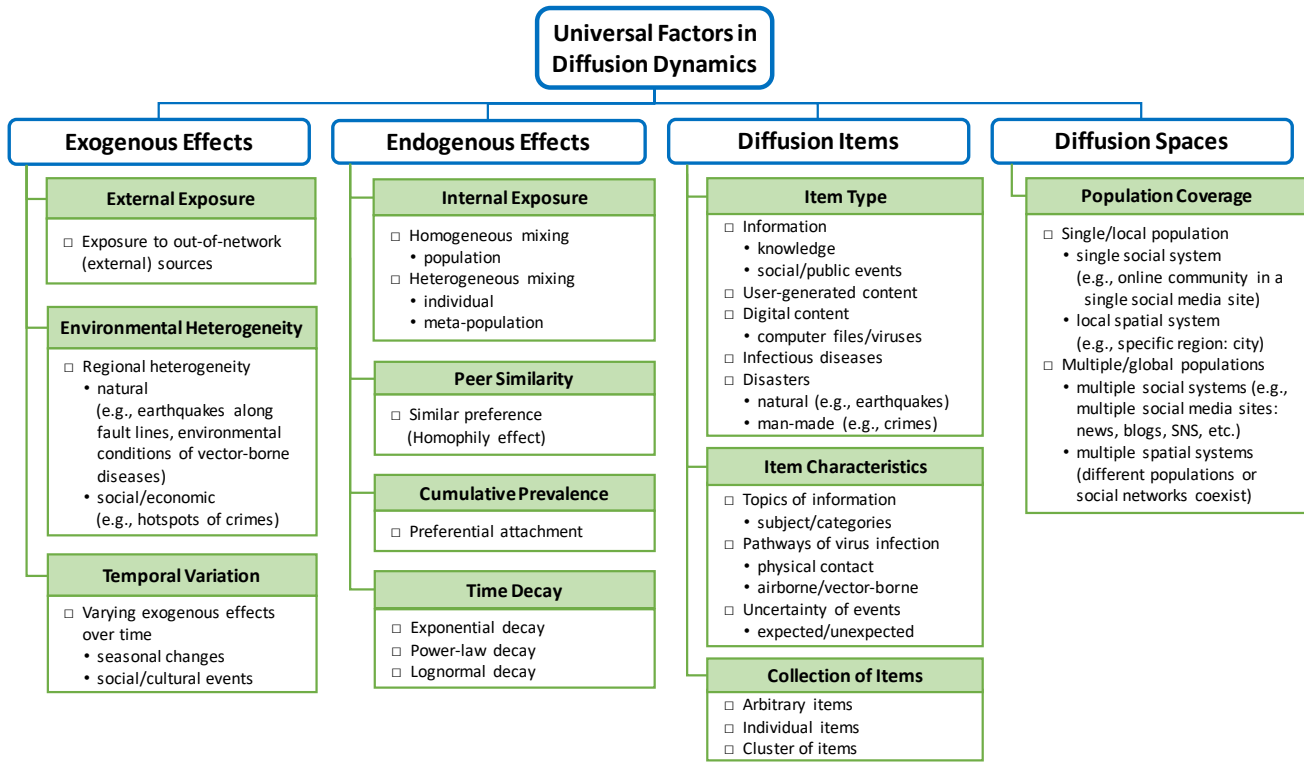 Universal Factors in
Diffusion Dynamics
Exogenous Effects
External Exposure
□ Exposure to out-of-network
(external) sources
Environmental Heterogeneity
□ Regional heterogeneity
• natural
(e.g., earthquakes along
fault lines, environmental
conditions of vector-borne
diseases)
• social/economic
(e.g., hotspots of crimes)
Temporal Variation
□ Varying exogenous effects
over time
• seasonal changes
• social/cultural events
Endogenous Effects
Internal Exposure
□ Homogeneous mixing
• population
□ Heterogeneous mixing
• individual
• meta-population
Peer Similarity
□ Similar preference
(Homophily effect)
Cumulative Prevalence
□ Preferential attachment
Time Decay
□ Exponential decay
□ Power-law decay
□ Lognormal decay
Diffusion Items
Item Type
□ Information
• knowledge
• social/public events
□ User-generated content
□ Digital content
• computer files/viruses
□ Infectious diseases
□ Disasters
• natural (e.g., earthquakes)
• man-made (e.g., crimes)
Item Characteristics
□ Topics of information
• subject/categories
□ Pathways of virus infection
• physical contact
• airborne/vector-borne
□ Uncertainty of events
• expected/unexpected
Collection of Items
□ Arbitrary items
□ Individual items
□ Cluster of items
Diffusion Spaces
Population Coverage
□ Single/local population
• single social system
(e.g., online community in a
single social media site)
• local spatial system
(e.g., specific region: city)
□ Multiple/global populations
• multiple social systems (e.g.,
multiple social media sites:
news, blogs, SNS, etc.)
• multiple spatial systems
(different populations or
social networks coexist)